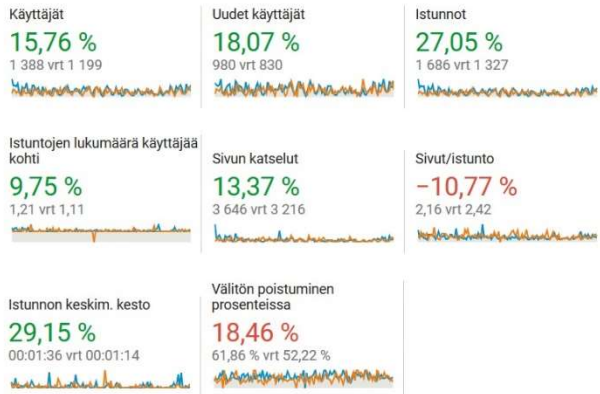 Käyttäjät
15,76 %
1 388 vrt 1 199
Uudet käyttäjät
18,07 %
980 vrt 830
Istunnot
27,05 %
1 686 vrt 1 327
Istuntojen lukumäärä käyttäjää
kohti
9,75 %
1,21 vrt 1,11
Sivun katselut
13,37 %
3 646 vrt 3 216
Sivut/istunto
−10,77 %
2,16 vrt 2,42
Istunnon keskim. kesto
29,15 %
00:01:36 vrt 00:01:14
Välitön poistuminen
prosenteissa
18,46 %
61,86 % vrt 52,22 %